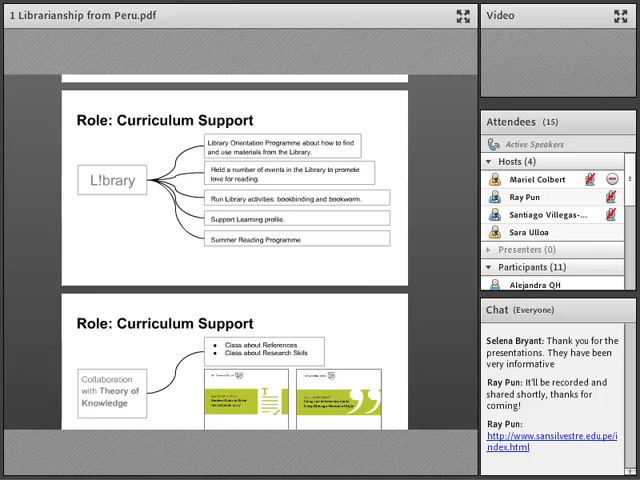 1 Librarianship from Peru.pdf
Role: Curriculum Support
L!brary
Library Orientation Programme about how to find
and use materials from the Library.
Held a number of events in the Library to promote
love for reading.
Run Library activities: bookbinding and bookworm.
Support Learning profile.
Summer Reading Programme
Role: Curriculum Support
Collaboration
with Theory of
Knowledge
• Class about References
• Class about Research Skils
Video
Attendees (15)
Active Speakers
Hosts (4)
Mariel Colbert
Ray Pun
Santiago Villegas-...
Sara Ulloa
Presenters (0)
Participants (11)
Alejandra QH
Chat (Everyone)
Selena Bryant: Thank you for the
presentations. They have been
very informative
Ray Pun: It'll be recorded and
shared shortly, thanks for
coming!
Ray Pun:
http://www.sansilvestre.edu.pe/i
ndex.html